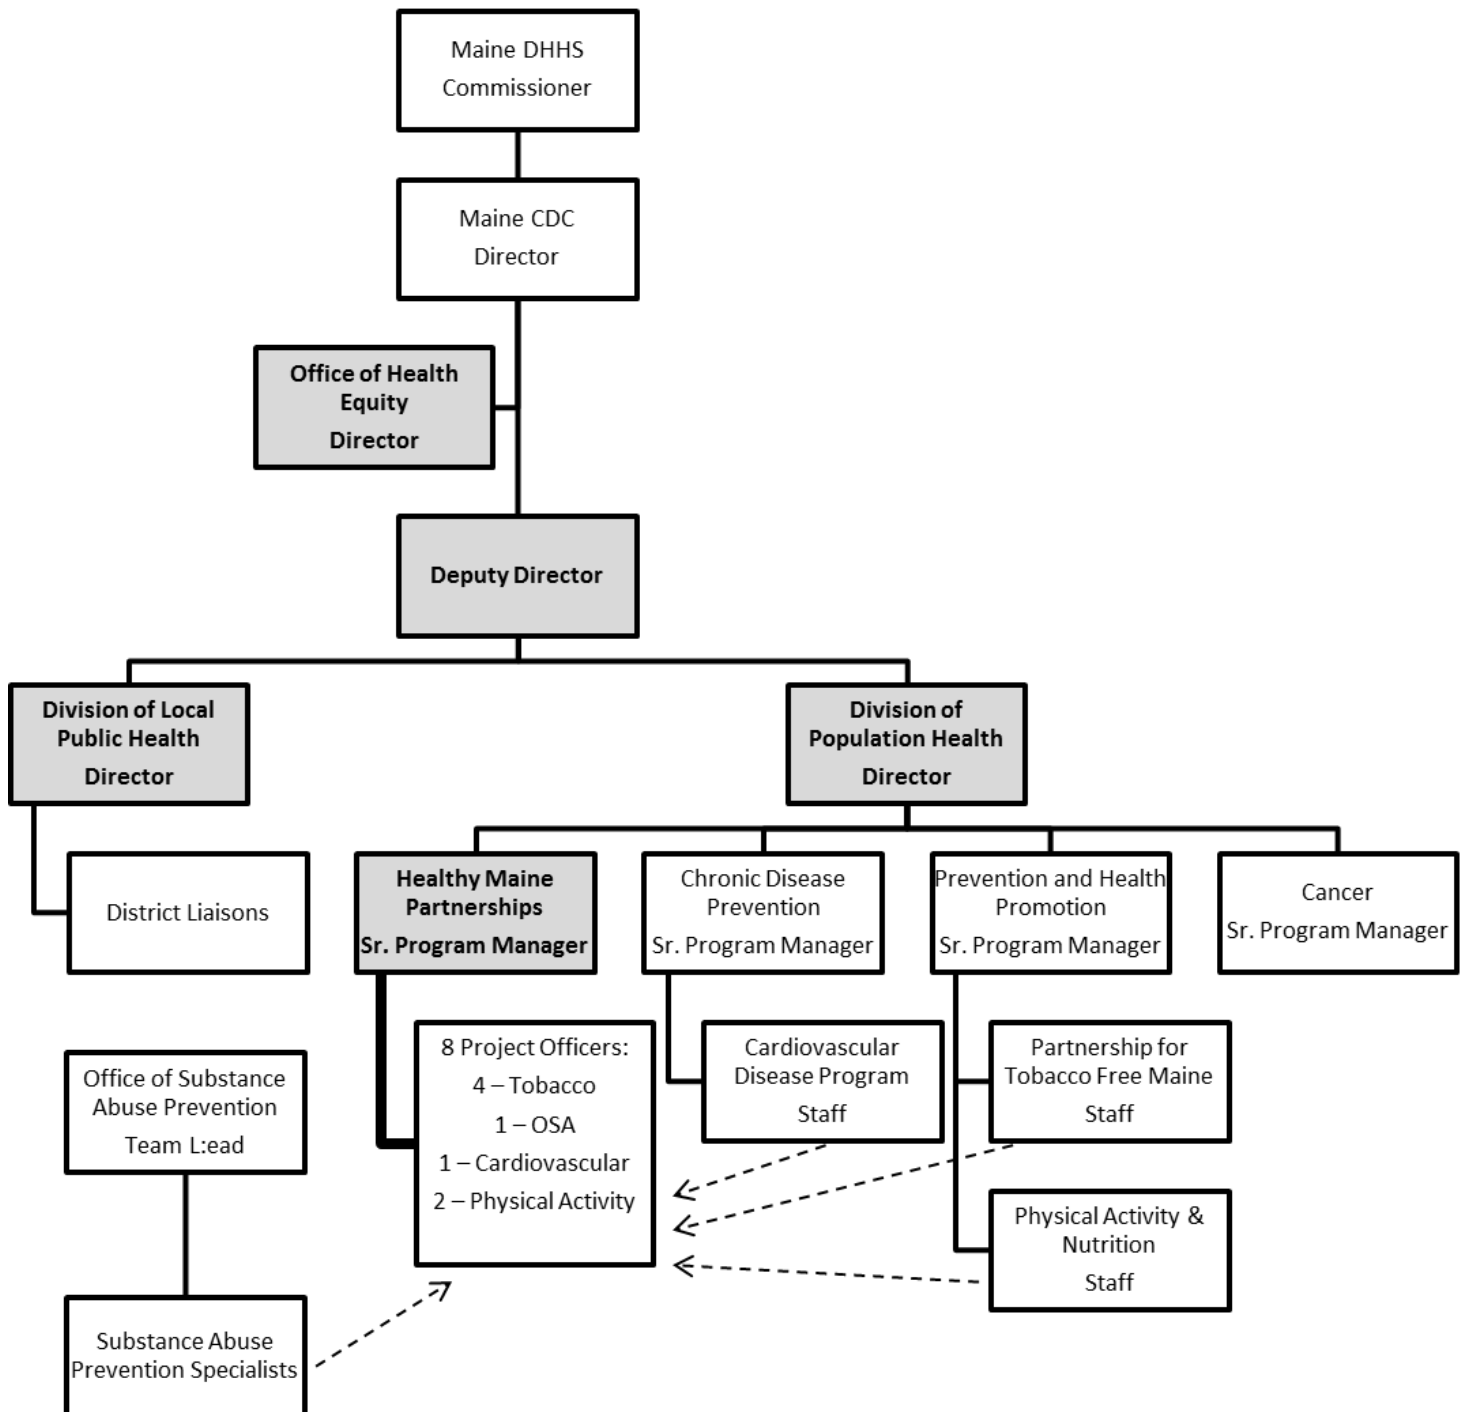 Maine DHHS
Commissioner
Maine CDC
Director
Office of Health
Equity
Director
Deputy Director
Division of Local
Public Health
Director
Division of
Population Health
Director
District Liaisons
Healthy Maine
Partnerships
Sr. Program Manager
Chronic Disease
Prevention
Sr. Program Manager
Prevention and Health
Promotion
Sr. Program Manager
Cancer
Sr. Program Manager
Office of Substance
Abuse Prevention
Team L:ead
8 Project Officers:
4 – Tobacco
1 – OSA
1 – Cardiovascular
2 – Physical Activity
Cardiovascular
Disease Program
Staff
Partnership for
Tobacco Free Maine
Staff
Physical Activity &
Nutrition
Staff
Substance Abuse
Prevention Specialists